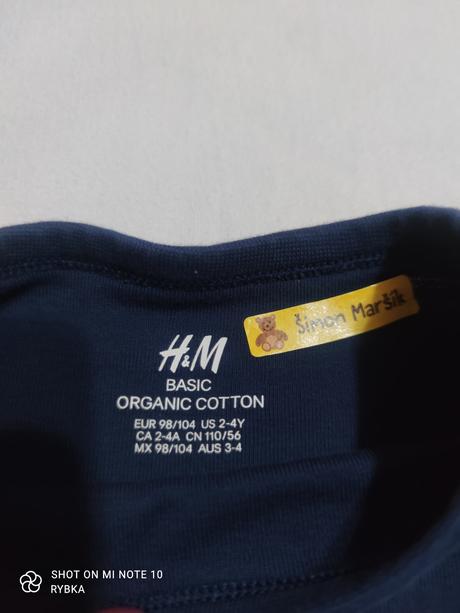 Šimon Maršík
H&M
BASIC
ORGANIC COTTON
EUR 98/104 US 2-4Y
CA 2-4A CN 110/56
MX 98/104 AUS 3-4
SHOT ON MI NOTE 10
RYBKA